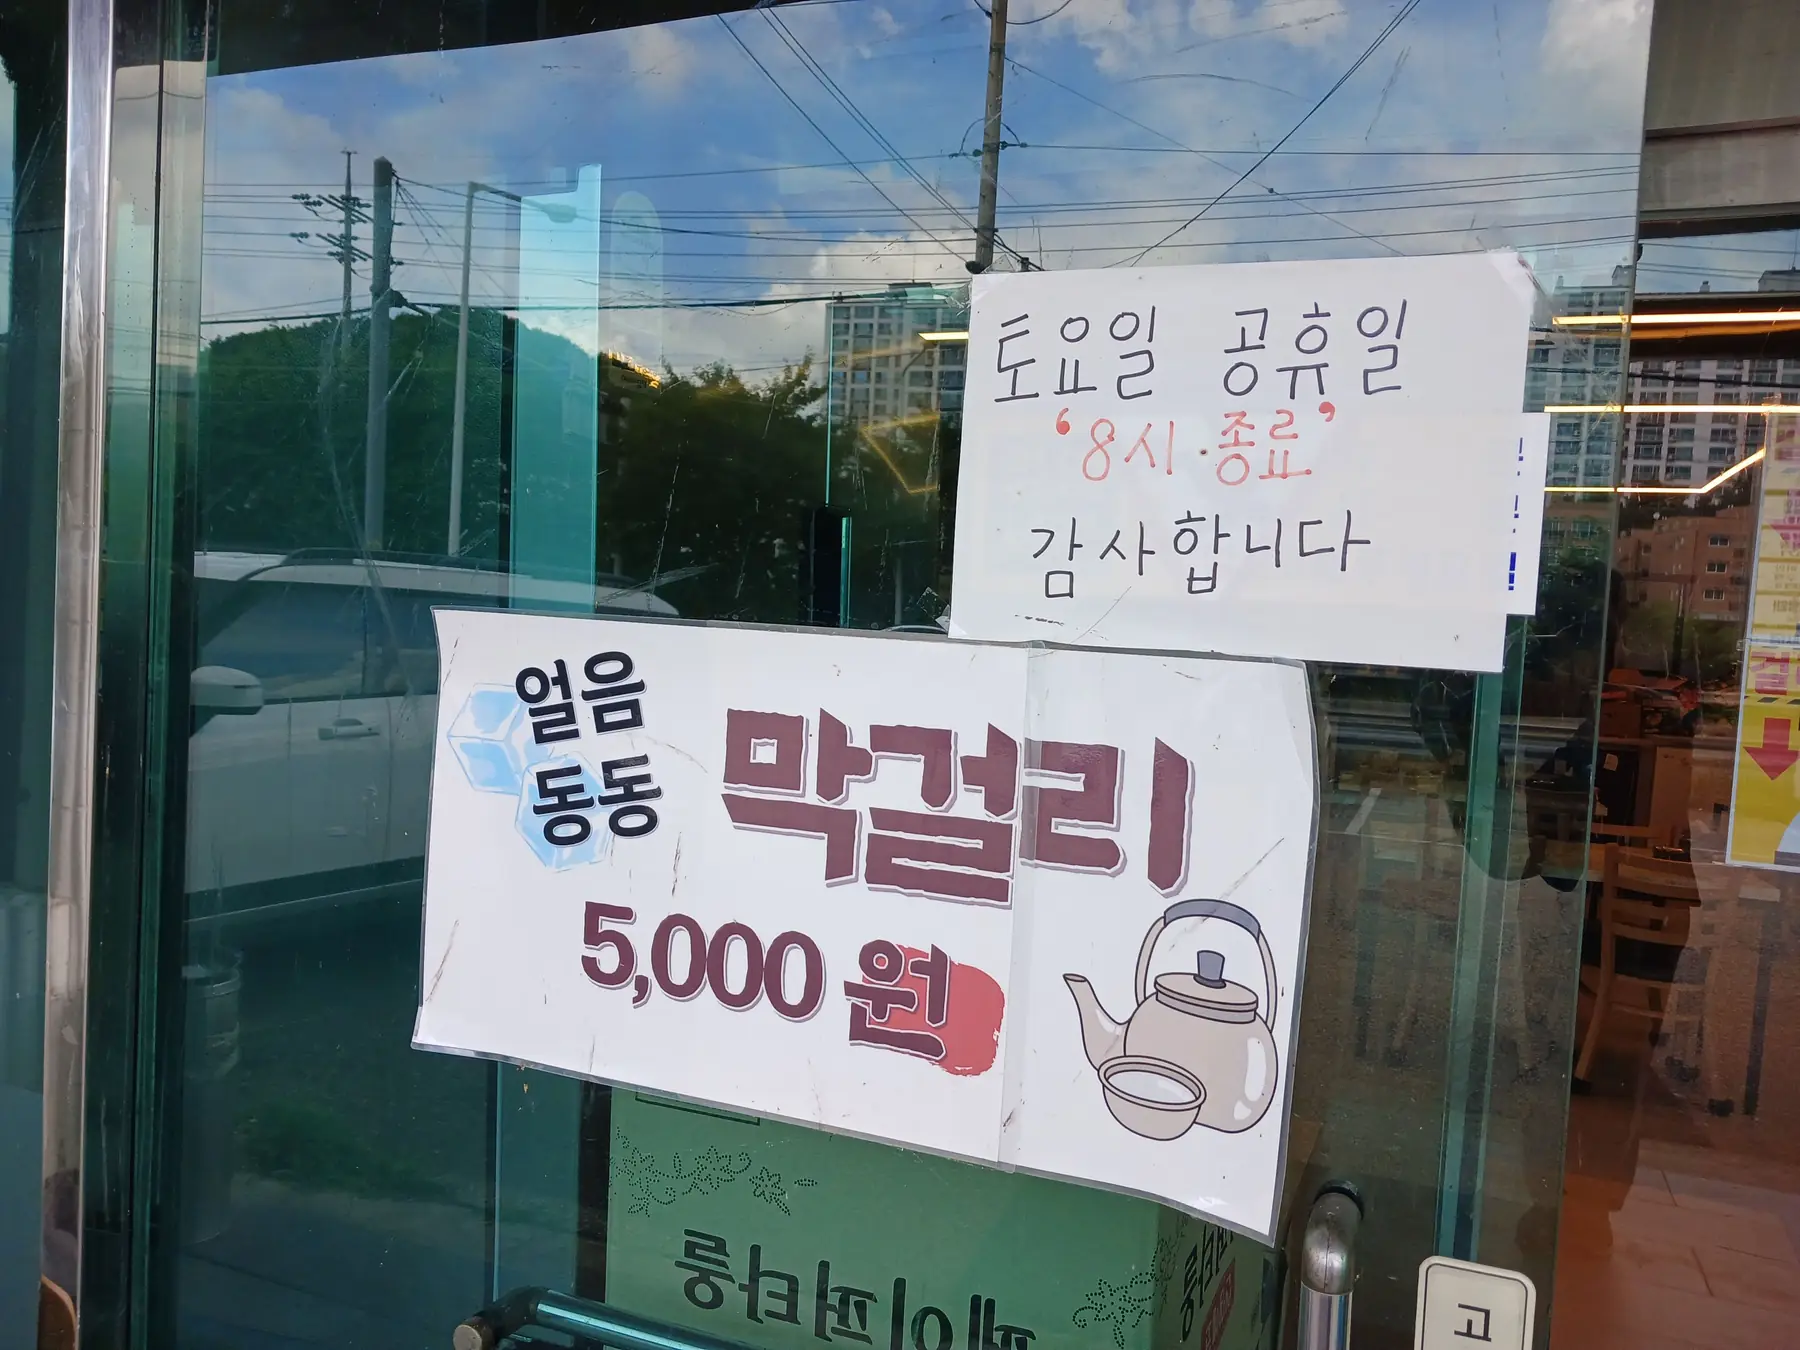 토요일 공휴일
‘8시·종료’
감사합니다
얼음
동동
막걸리
5,000 원
고